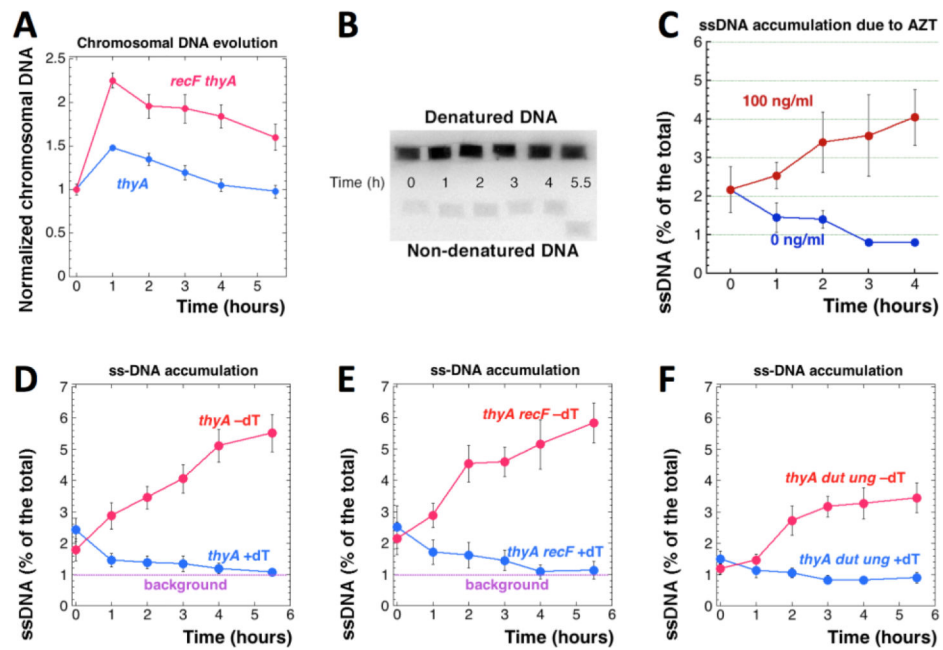 A
Chromosomal DNA evolution
Normalized chromosomal DNA
2.5
2
1.5
1
0.5
0
recF thyA
thyA
0 1 2 3 4 5
Time (hours)
B
Denatured DNA
Time (h) 0 1 2 3 4 5.5
Non-denatured DNA
C
ssDNA accumulation due to AZT
ssDNA (% of the total)
6
5
4
3
2
1
0
100 ng/ml
0 ng/ml
0 1 2 3 4
Time (hours)
D
ss-DNA accumulation
ssDNA (% of the total)
7
6
5
4
3
2
1
0
thyA –dT
thyA +dT
background
0 1 2 3 4 5 6
Time (hours)
E
ss-DNA accumulation
ssDNA (% of the total)
7
6
5
4
3
2
1
0
thyA recF –dT
thyA recF +dT
background
0 1 2 3 4 5 6
Time (hours)
F
ss-DNA accumulation
ssDNA (% of the total)
7
6
5
4
3
2
1
0
thyA dut ung –dT
thyA dut ung +dT
0 1 2 3 4 5 6
Time (hours)